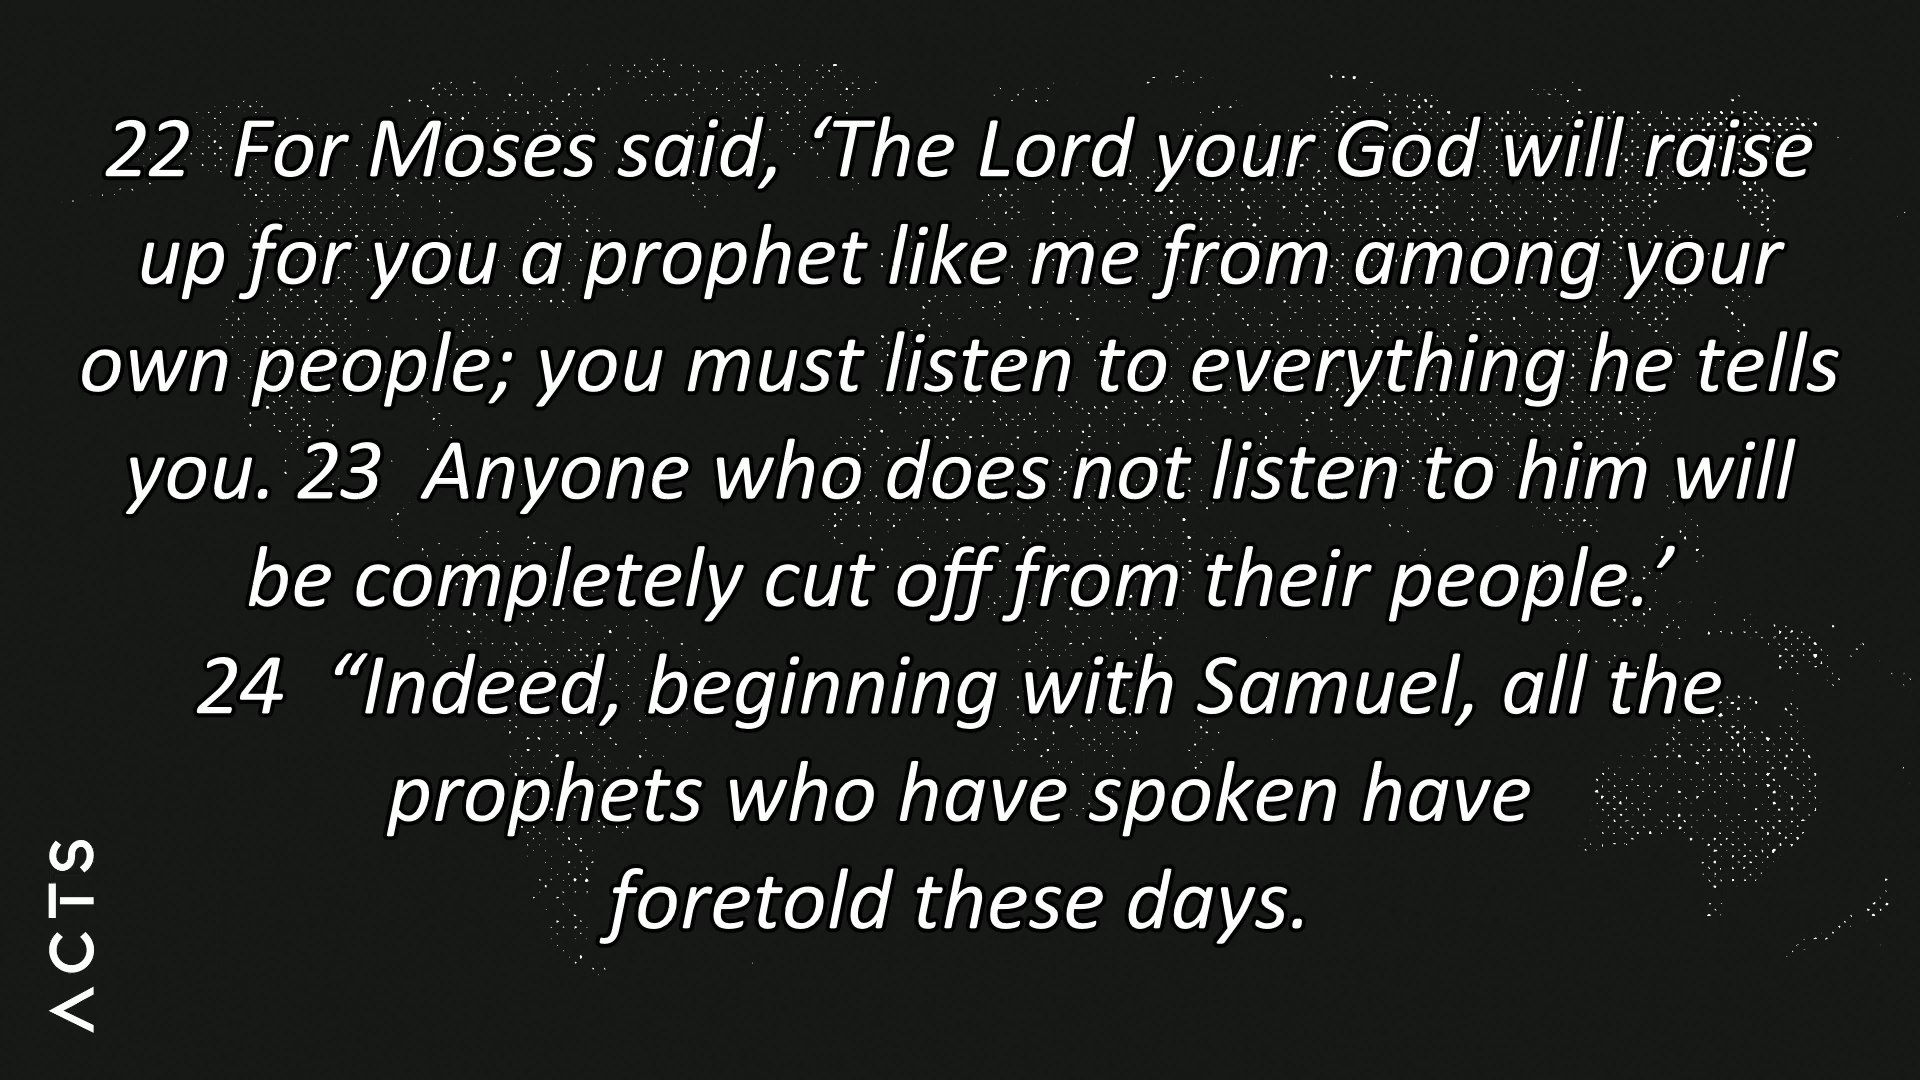 22  For Moses said, ‘The Lord your God will raise
up for you a prophet like me from among your
own people; you must listen to everything he tells
you. 23  Anyone who does not listen to him will
be completely cut off from their people.’
24  “Indeed, beginning with Samuel, all the
prophets who have spoken have
foretold these days.
ACTS